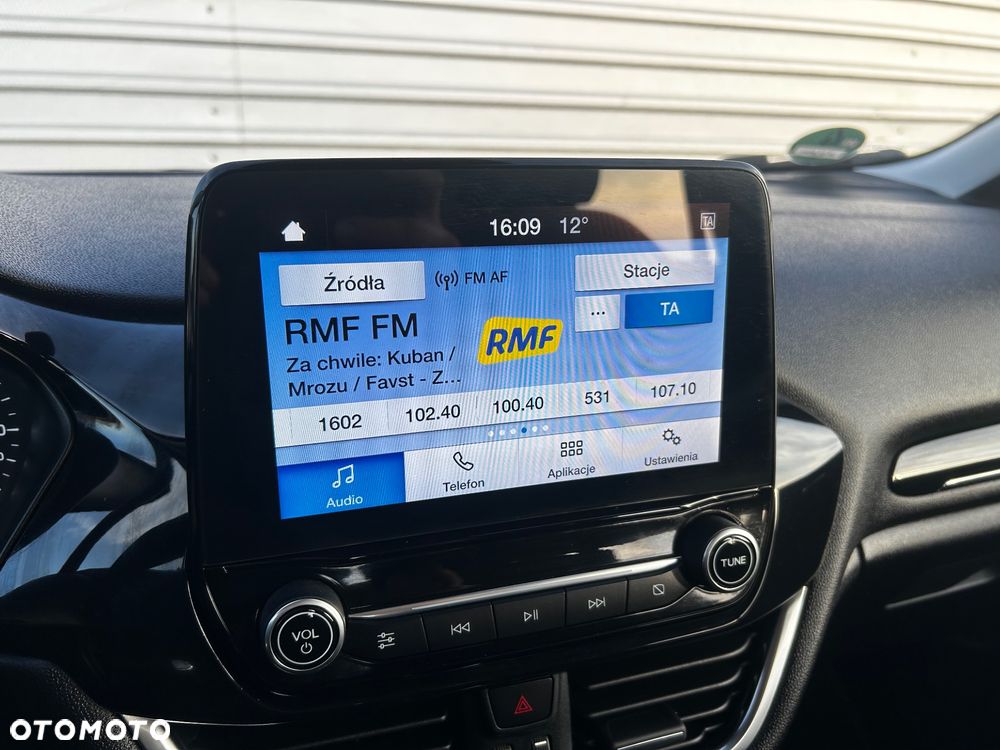 16:09 12° TA
Źródła FM AF Stacje
... TA
RMF FM
RMF
Za chwile: Kuban /
Mrozu / Favst - Z...
1602 102.40 100.40 531 107.10
Audio Telefon Aplikacje Ustawienia
TUNE
VOL
OTOMOTO